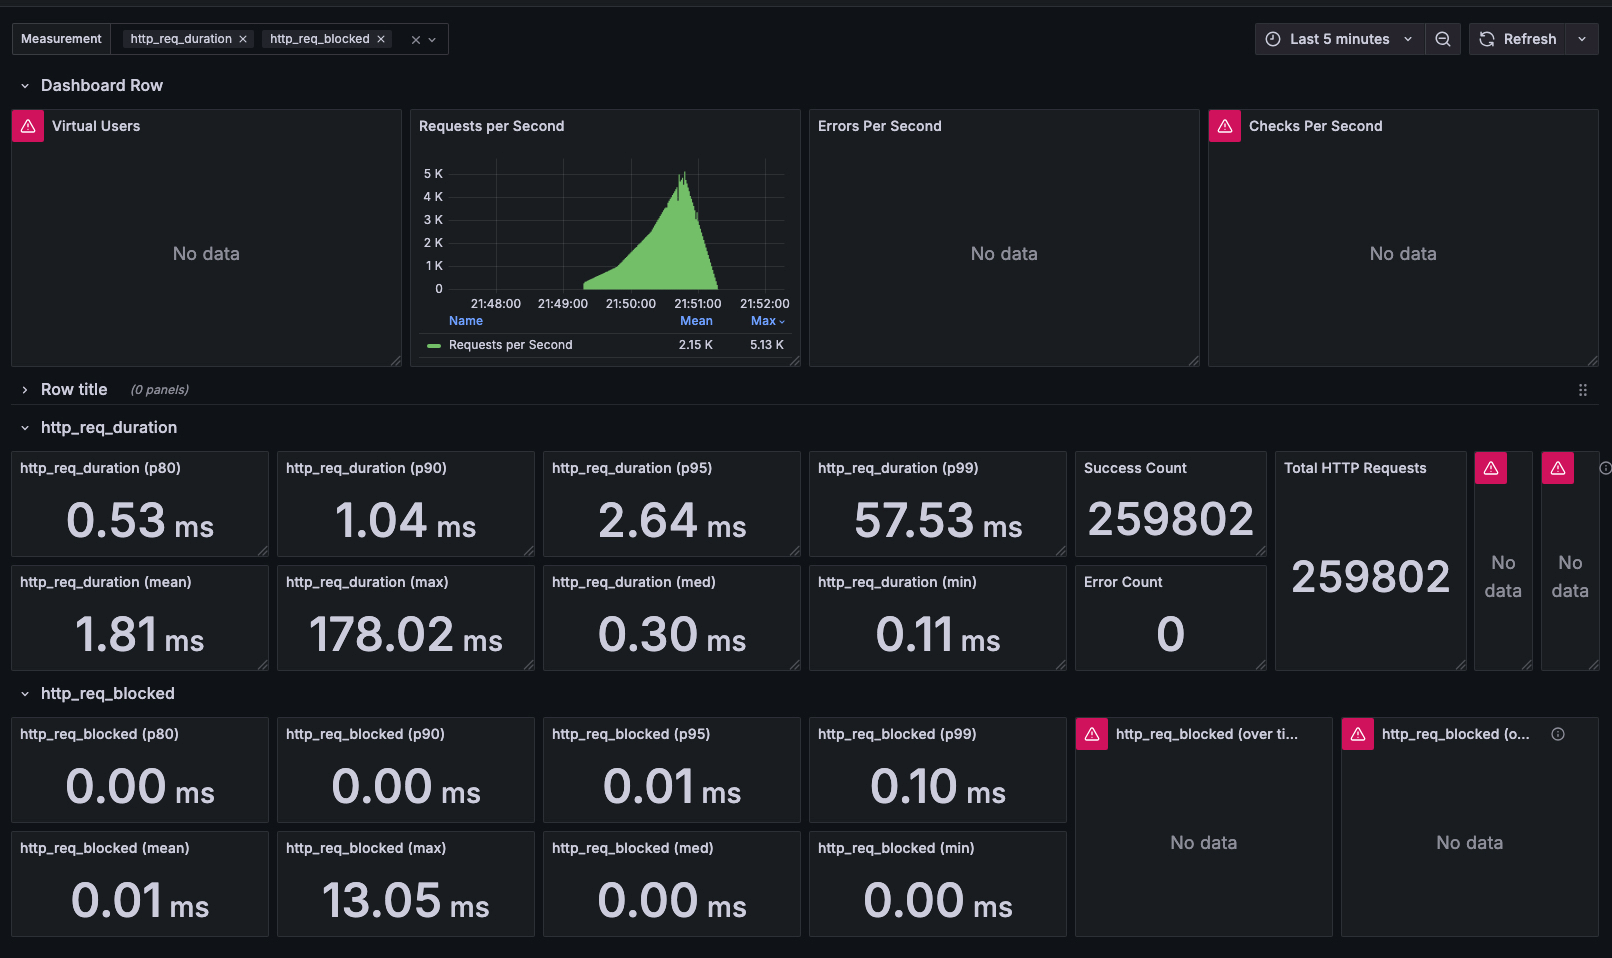 Measurement http_req_duration http_req_blocked Last 5 minutes Refresh
Dashboard Row
Virtual Users
No data
Requests per Second
5 K
4 K
3 K
2 K
1 K
0
21:48:00 21:49:00 21:50:00 21:51:00 21:52:00
Name Mean Max
Requests per Second 2.15 K 5.13 K
Errors Per Second
No data
Checks Per Second
No data
Row title (0 panels)
http_req_duration
http_req_duration (p80)
0.53 ms
http_req_duration (p90)
1.04 ms
http_req_duration (p95)
2.64 ms
http_req_duration (p99)
57.53 ms
Success Count
259802
Total HTTP Requests
259802
No
data
No
data
http_req_duration (mean)
1.81 ms
http_req_duration (max)
178.02 ms
http_req_duration (med)
0.30 ms
http_req_duration (min)
0.11 ms
Error Count
0
http_req_blocked
http_req_blocked (p80)
0.00 ms
http_req_blocked (p90)
0.00 ms
http_req_blocked (p95)
0.01 ms
http_req_blocked (p99)
0.10 ms
http_req_blocked (over ti...
No data
http_req_blocked (o...
No data
http_req_blocked (mean)
0.01 ms
http_req_blocked (max)
13.05 ms
http_req_blocked (med)
0.00 ms
http_req_blocked (min)
0.00 ms